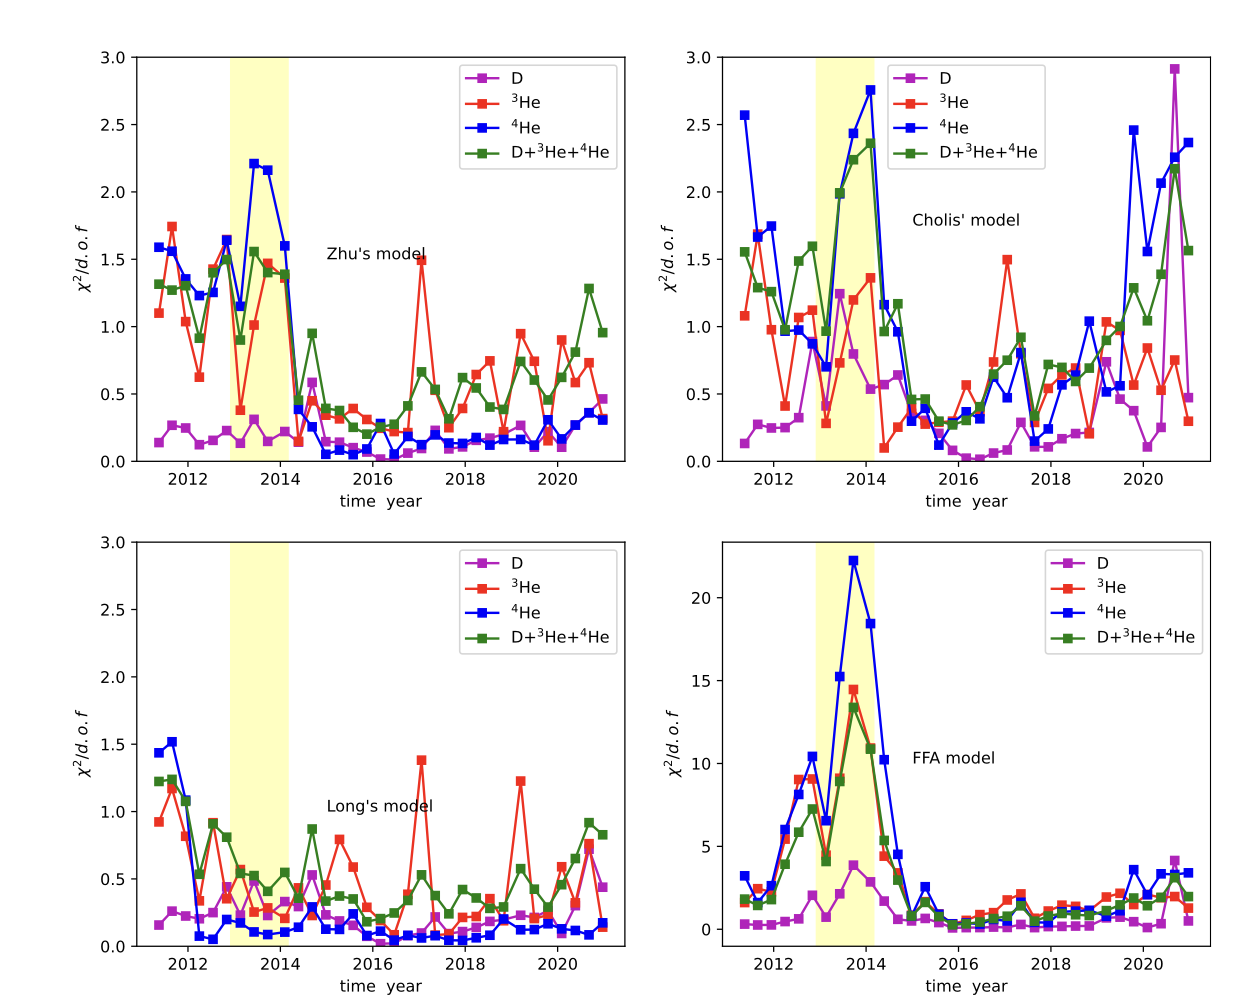 3.0
2.5
2.0
1.5
1.0
0.5
0.0
χ²/d.o.f
D
³He
⁴He
D+³He+⁴He
Zhu's model
2012 2014 2016 2018 2020
time year
3.0
2.5
2.0
1.5
1.0
0.5
0.0
χ²/d.o.f
D
³He
⁴He
D+³He+⁴He
Cholis' model
2012 2014 2016 2018 2020
time year
3.0
2.5
2.0
1.5
1.0
0.5
0.0
χ²/d.o.f
D
³He
⁴He
D+³He+⁴He
Long's model
2012 2014 2016 2018 2020
time year
20
15
10
5
0
χ²/d.o.f
D
³He
⁴He
D+³He+⁴He
FFA model
2012 2014 2016 2018 2020
time year